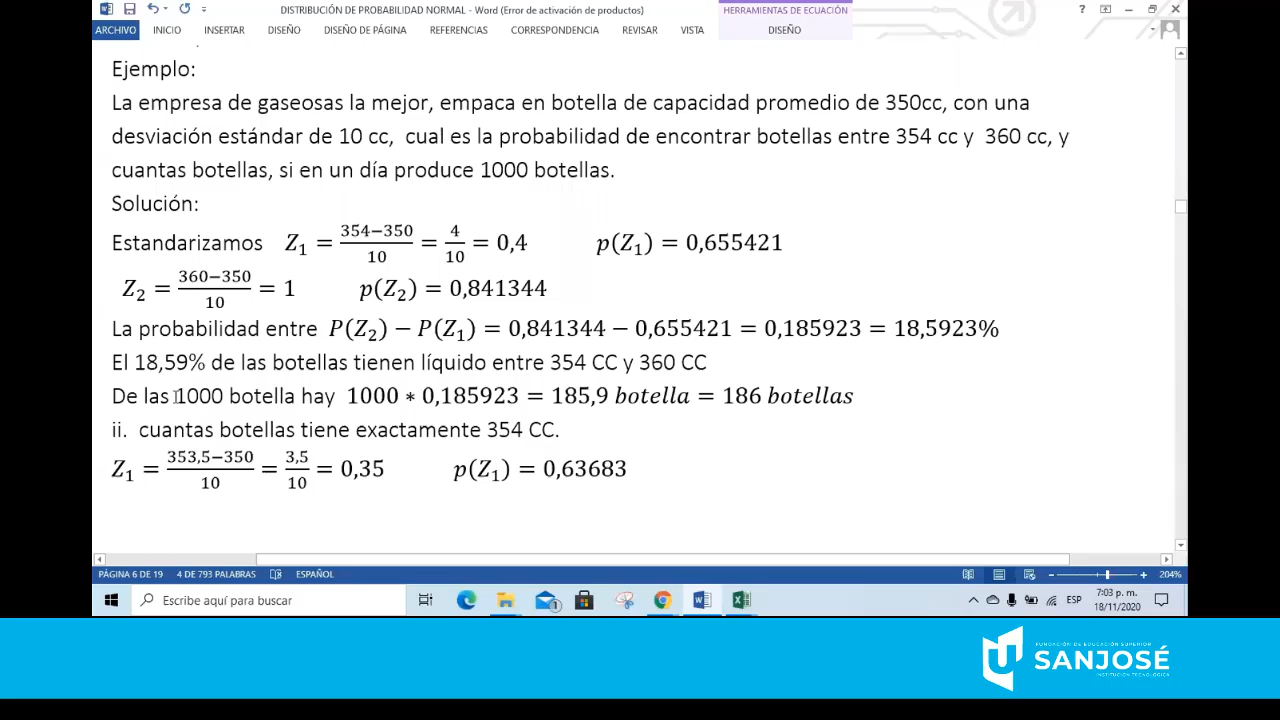 DISTRIBUCIÓN DE PROBABILIDAD NORMAL - Word (Error de activación de productos)
HERRAMIENTAS DE ECUACIÓN
ARCHIVO INICIO INSERTAR DISEÑO DISEÑO DE PÁGINA REFERENCIAS CORRESPONDENCIA REVISAR VISTA DISEÑO
Ejemplo:
La empresa de gaseosas la mejor, empaca en botella de capacidad promedio de 350cc, con una
desviación estándar de 10 cc, cual es la probabilidad de encontrar botellas entre 354 cc y 360 cc, y
cuantas botellas, si en un día produce 1000 botellas.
Solución:
Estandarizamos Z₁ = (354−350)/10 = 4/10 = 0,4 p(Z₁) = 0,655421
Z₂ = (360−350)/10 = 1 p(Z₂) = 0,841344
La probabilidad entre P(Z₂) − P(Z₁) = 0,841344 − 0,655421 = 0,185923 = 18,5923%
El 18,59% de las botellas tienen líquido entre 354 CC y 360 CC
De las 1000 botella hay 1000 ∗ 0,185923 = 185,9 botella = 186 botellas
ii. cuantas botellas tiene exactamente 354 CC.
Z₁ = (353,5−350)/10 = 3,5/10 = 0,35 p(Z₁) = 0,63683
PÁGINA 6 DE 19 4 DE 793 PALABRAS ESPAÑOL 204%
Escribe aquí para buscar
ESP
7:03 p. m.
18/11/2020
FUNDACIÓN DE EDUCACIÓN SUPERIOR
SANJOSÉ
INSTITUCIÓN TECNOLÓGICA